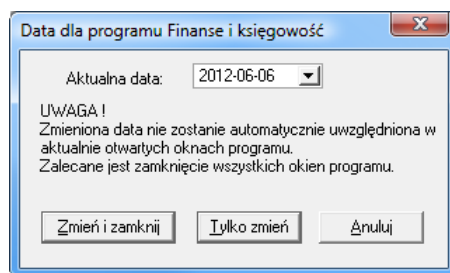 Data dla programu Finanse i księgowość
Aktualna data: 2012-06-06
UWAGA !
Zmieniona data nie zostanie automatycznie uwzględniona w
aktualnie otwartych oknach programu.
Zalecane jest zamknięcie wszystkich okien programu.
Zmień i zamknij Tylko zmień Anuluj